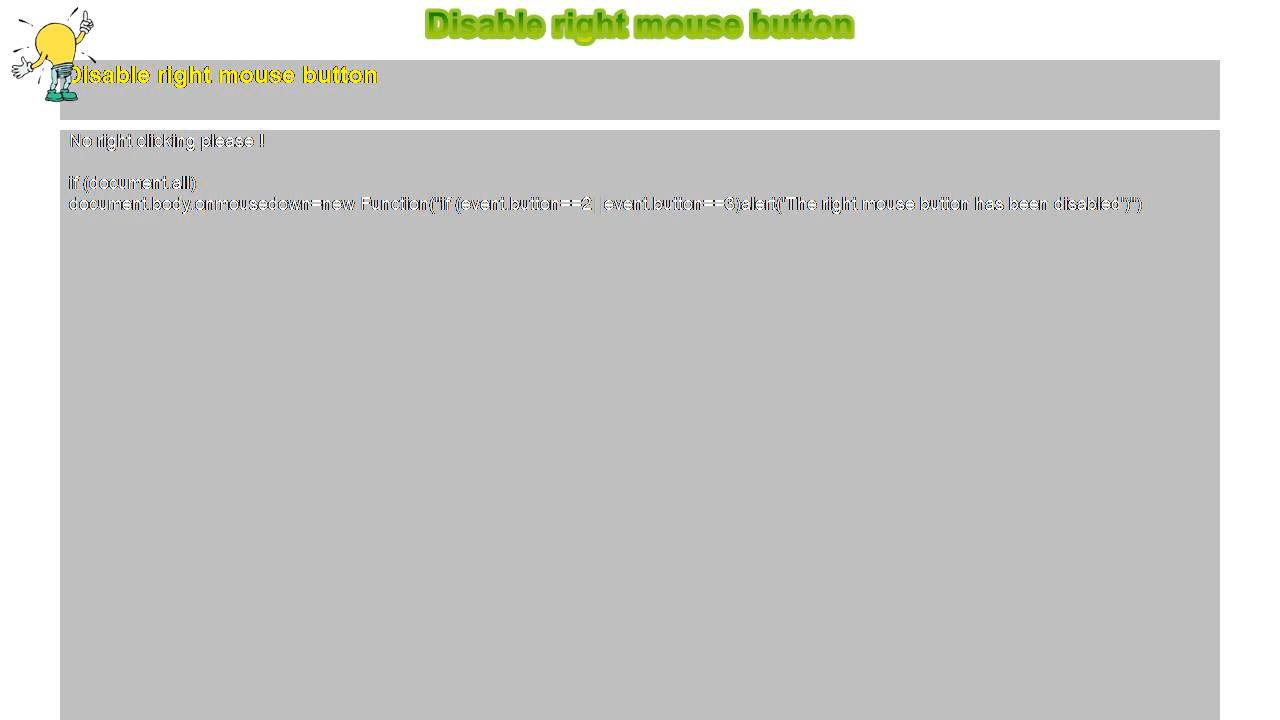 Disable right mouse button
Disable right mouse button
No right clicking please !
if (document.all)
document.body.onmousedown=new Function("if (event.button==2||event.button==3)alert('The right mouse button has been disabled')")